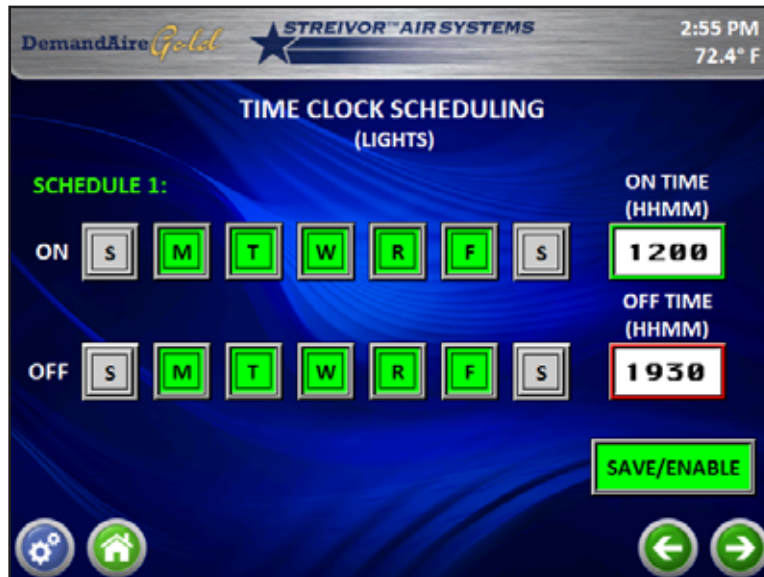 DemandAire Gold
STREIVOR™ AIR SYSTEMS
2:55 PM
72.4° F
TIME CLOCK SCHEDULING
(LIGHTS)
SCHEDULE 1:
ON TIME
(HHMM)
ON S M T W R F S 1200
OFF TIME
(HHMM)
OFF S M T W R F S 1930
SAVE/ENABLE